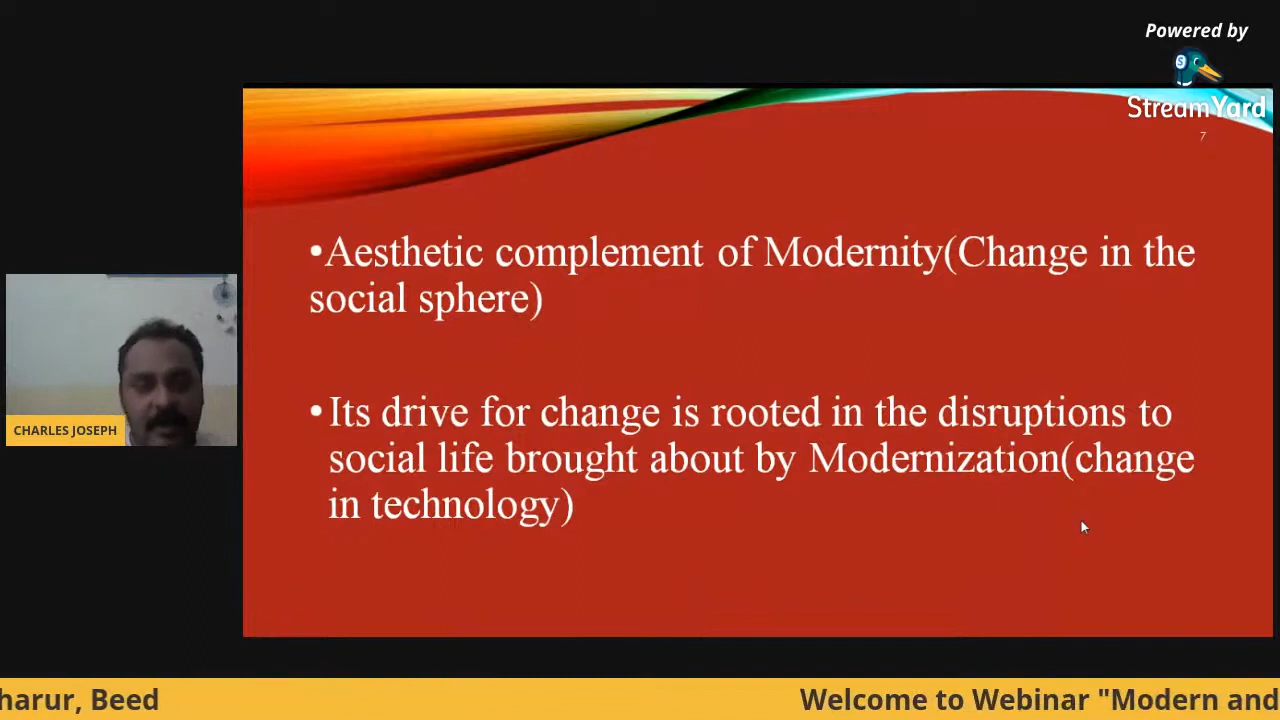 Powered by
StreamYard
7
•Aesthetic complement of Modernity(Change in the
social sphere)
•Its drive for change is rooted in the disruptions to
social life brought about by Modernization(change
in technology)
CHARLES JOSEPH
harur, Beed
Welcome to Webinar "Modern and